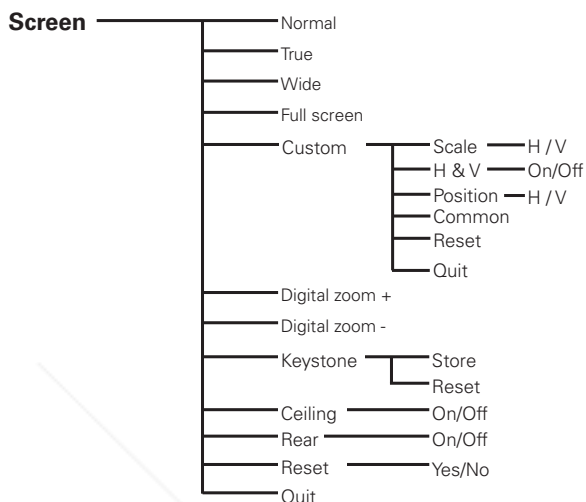 Screen Normal
True
Wide
Full screen
Custom Scale H / V
H & V On/Off
Position H / V
Common
Reset
Quit
Digital zoom +
Digital zoom -
Keystone Store
Reset
Ceiling On/Off
Rear On/Off
Reset Yes/No
Quit